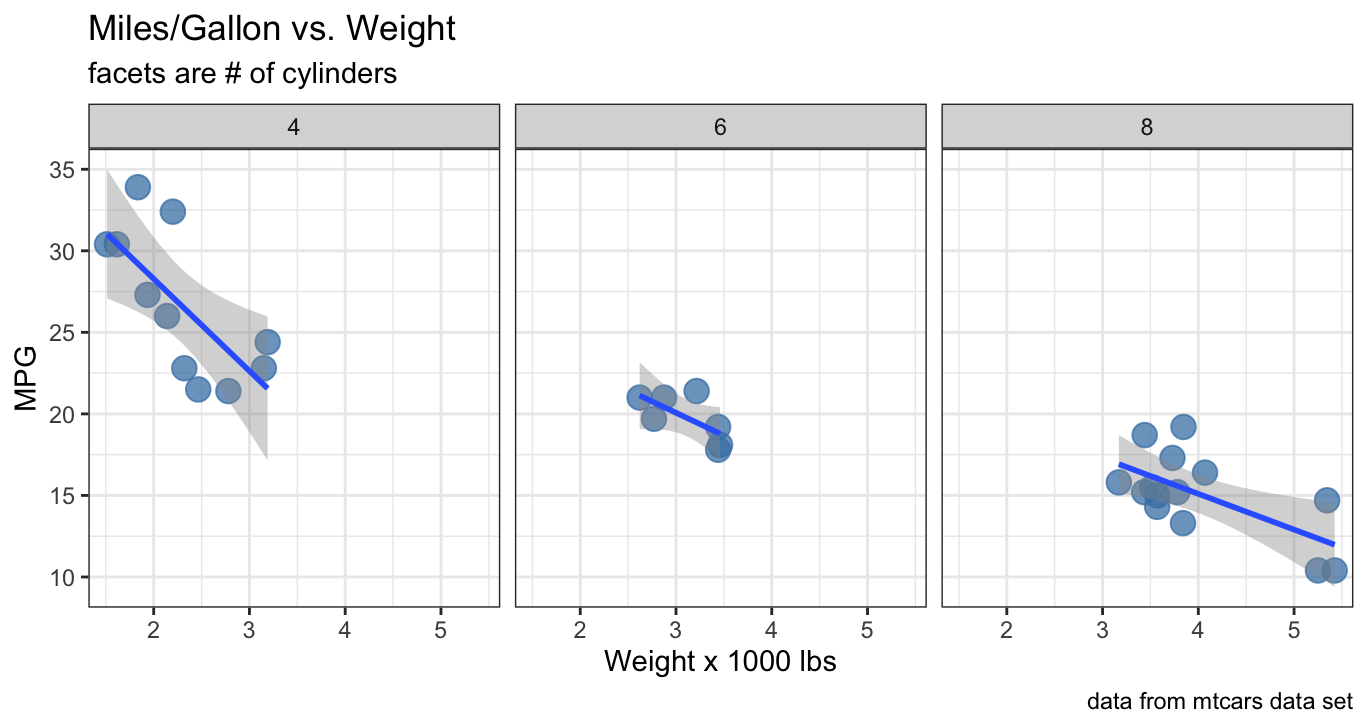 Miles/Gallon vs. Weight
facets are # of cylinders
4 6 8
35
30
25
20
15
10
MPG
2 3 4 5 2 3 4 5 2 3 4 5
Weight x 1000 lbs
data from mtcars data set